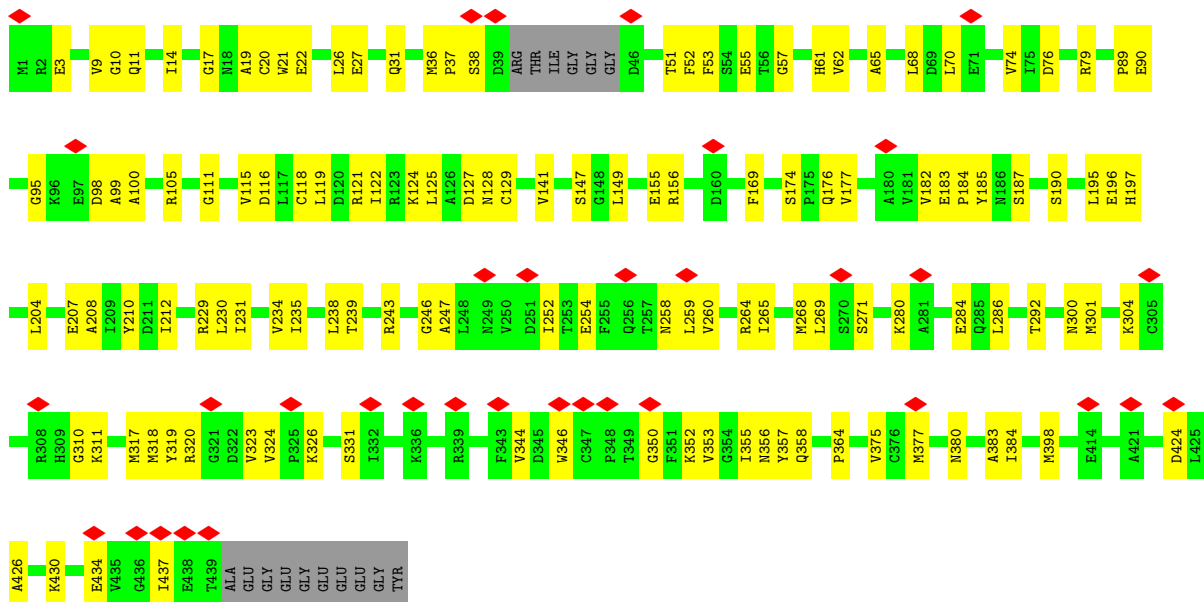 M1 R2 E3 V9 G10 Q11 I14 G17 N18 A19 C20 W21 E22 L26 E27 Q31 M36 P37 S38 D39 ARG THR ILE GLY GLY GLY D46 T51 F52 F53 S54 E55 T56 G57 H61 V62 A65 L68 D69 L70 E71 V74 I75 D76 R79 P89 E90
G95 K96 E97 D98 A99 A100 R105 G111 V115 D116 L117 C118 L119 D120 R121 I122 R123 K124 L125 A126 D127 N128 C129 V141 S147 G148 L149 E155 R156 D160 F169 S174 P175 Q176 V177 A180 V181 V182 E183 P184 Y185 N186 S187 S190 L195 E196 H197
L204 E207 A208 I209 Y210 D211 I212 R229 L230 I231 V234 I235 L238 T239 R243 G246 A247 L248 N249 V250 D251 I252 T253 E254 F255 Q256 T257 N258 L259 V260 R264 I265 M268 L269 S270 S271 K280 A281 E284 Q285 L286 T292 N300 M301 K304 C305
R308 H309 G310 K311 M317 M318 Y319 R320 G321 D322 V323 V324 P325 K326 S331 I332 K336 R339 F343 V344 D345 W346 C347 P348 T349 G350 F351 K352 V353 G354 I355 N356 Y357 Q358 P364 V375 C376 M377 N380 A383 I384 M398 E414 A421 D424 L425
A426 K430 E434 V435 G436 I437 E438 T439 ALA GLU GLY GLU GLY GLU GLU GLU GLY TYR